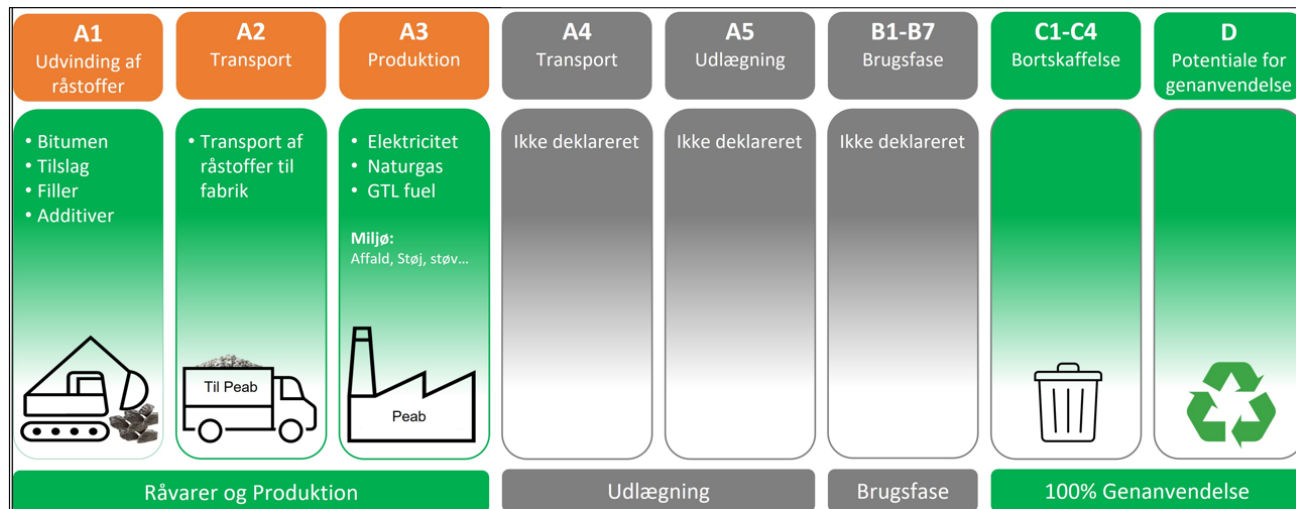 A1
Udvinding af
råstoffer
A2
Transport
A3
Produktion
A4
Transport
A5
Udlægning
B1-B7
Brugsfase
C1-C4
Bortskaffelse
D
Potentiale for
genanvendelse
• Bitumen
• Tilslag
• Filler
• Additiver
• Transport af
råstoffer til
fabrik
• Elektricitet
• Naturgas
• GTL fuel
Miljø:
Affald, Støj, støv...
Ikke deklareret
Ikke deklareret
Ikke deklareret
Til Peab
Peab
Råvarer og Produktion
Udlægning
Brugsfase
100% Genanvendelse